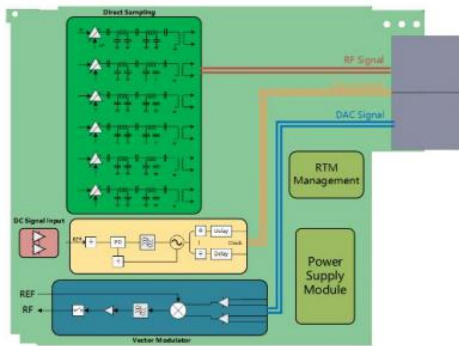 Direct Sampling
RF Signal
DAC Signal
RTM
Management
DC Signal Input
REF
PD
Delay
Clock
Delay
Power
Supply
Module
REF
RF
Vector Modulator